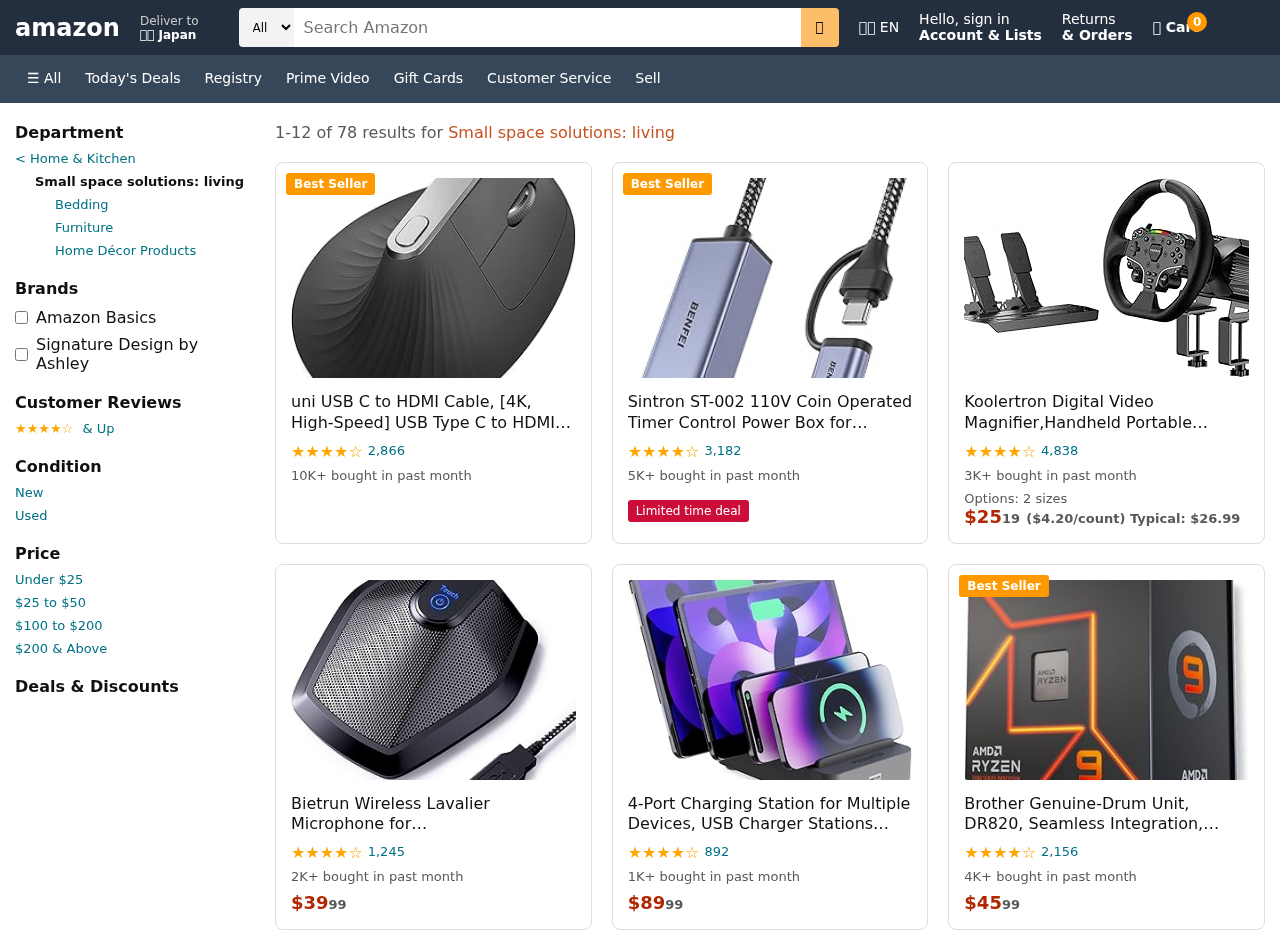 amazon
Deliver to
Japan
All
Search Amazon
EN
Hello, sign in
Account & Lists
Returns
& Orders
0
☰ All
Today's Deals
Registry
Prime Video
Gift Cards
Customer Service
Sell
Department
< Home & Kitchen
Small space solutions: living
Bedding
Furniture
Home Décor Products
Brands
Amazon Basics
Signature Design by
Ashley
Customer Reviews
★★★★☆ & Up
Condition
New
Used
Price
Under $25
$25 to $50
$100 to $200
$200 & Above
Deals & Discounts
1-12 of 78 results for Small space solutions: living
Best Seller
uni USB C to HDMI Cable, [4K,
High-Speed] USB Type C to HDMI…
★★★★☆ 2,866
10K+ bought in past month
Best Seller
BENFEI
BENFEI
Sintron ST-002 110V Coin Operated
Timer Control Power Box for…
★★★★☆ 3,182
5K+ bought in past month
Limited time deal
Koolertron Digital Video
Magnifier,Handheld Portable…
★★★★☆ 4,838
3K+ bought in past month
Options: 2 sizes
$25 19 ($4.20/count) Typical: $26.99
Touch
Bietrun Wireless Lavalier
Microphone for…
★★★★☆ 1,245
2K+ bought in past month
$39 99
4-Port Charging Station for Multiple
Devices, USB Charger Stations…
★★★★☆ 892
1K+ bought in past month
$89 99
Best Seller
AMD
RYZEN
9
AMD
RYZEN
9
AMD
Brother Genuine-Drum Unit,
DR820, Seamless Integration,…
★★★★☆ 2,156
4K+ bought in past month
$45 99